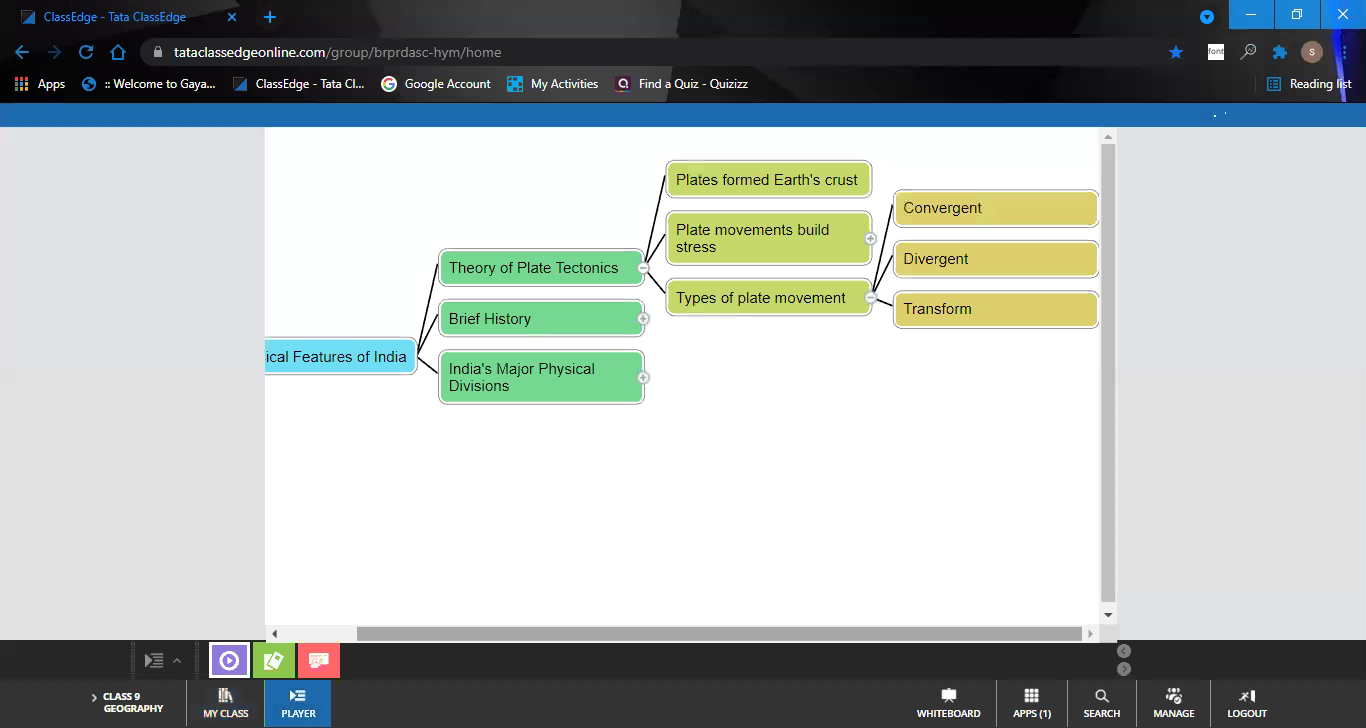 ClassEdge - Tata ClassEdge
tataclassedgeonline.com/group/brprdasc-hym/home
font
S
Apps
:: Welcome to Gaya...
ClassEdge - Tata Cl...
Google Account
My Activities
Find a Quiz - Quizizz
Reading list
Plates formed Earth's crust
Plate movements build
stress
Types of plate movement
Convergent
Divergent
Transform
Theory of Plate Tectonics
Brief History
India's Major Physical
Divisions
ical Features of India
CLASS 9
GEOGRAPHY
MY CLASS
PLAYER
WHITEBOARD
APPS (1)
SEARCH
MANAGE
LOGOUT